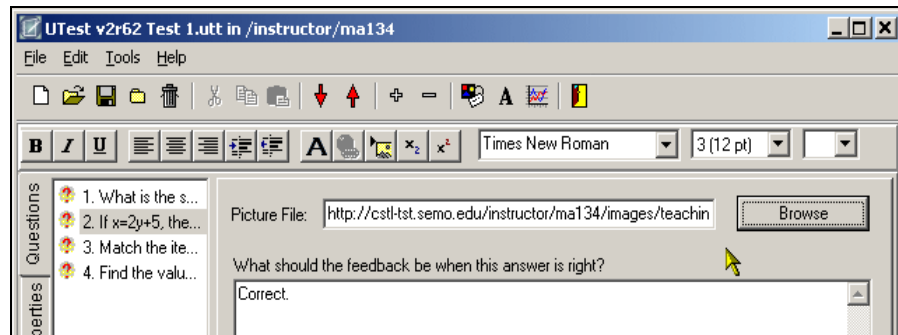 UTest v2r62 Test 1.utt in /instructor/ma134
File Edit Tools Help
A
B I U A x₂ x² Times New Roman 3 (12 pt)
Questions
1. What is the s...
2. If x=2y+5, the...
3. Match the ite...
4. Find the valu...
Picture File: http://cstl-tst.semo.edu/instructor/ma134/images/teachin Browse
What should the feedback be when this answer is right?
Correct.
perties